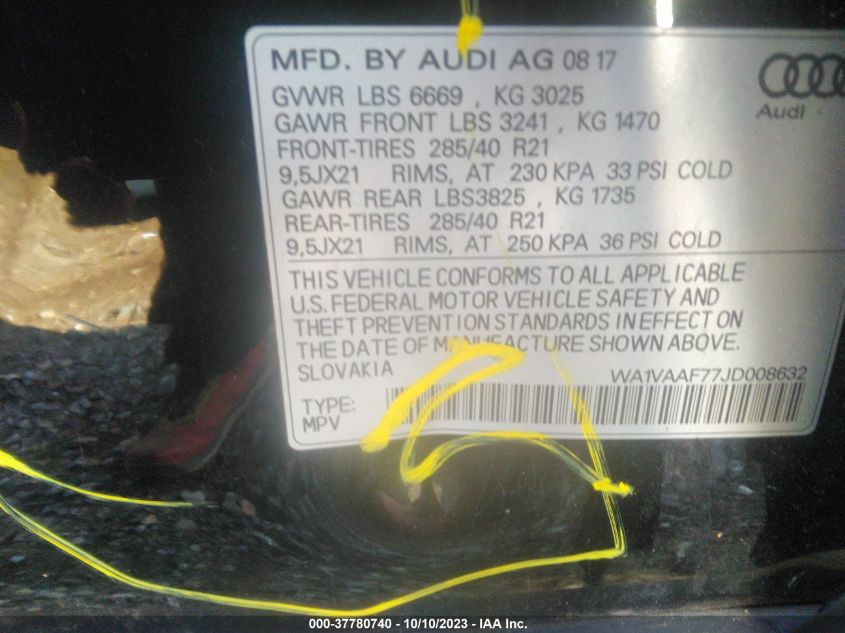 MFD. BY AUDI AG 08 17
GVWR LBS 6669 , KG 3025
GAWR FRONT LBS 3241 , KG 1470
FRONT-TIRES 285/40 R21
9,5JX21 RIMS, AT 230 KPA 33 PSI COLD
GAWR REAR LBS3825 , KG 1735
REAR-TIRES 285/40 R21
9,5JX21 RIMS, AT 250 KPA 36 PSI COLD
Audi
THIS VEHICLE CONFORMS TO ALL APPLICABLE
U.S. FEDERAL MOTOR VEHICLE SAFETY AND
THEFT PREVENTION STANDARDS IN EFFECT ON
THE DATE OF MANUFACTURE SHOWN ABOVE.
SLOVAKIA
WA1VAAF77JD008632
TYPE:
MPV
000-37780740 - 10/10/2023 - IAA Inc.